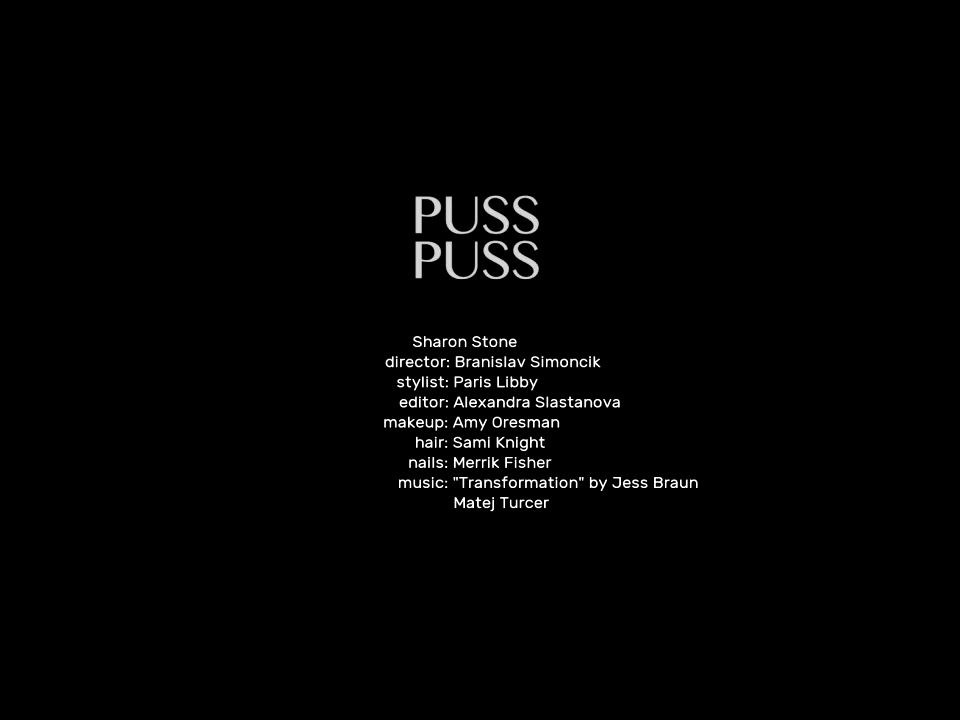 PUSS
PUSS
Sharon Stone
director: Branislav Simoncik
stylist: Paris Libby
editor: Alexandra Slastanova
makeup: Amy Oresman
hair: Sami Knight
nails: Merrik Fisher
music: "Transformation" by Jess Braun
Matej Turcer